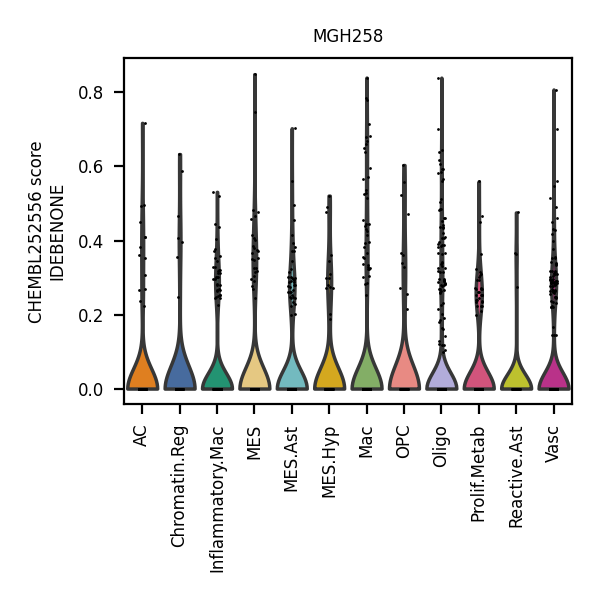 MGH258
CHEMBL252556 score
IDEBENONE
0.8
0.6
0.4
0.2
0.0
AC
Chromatin.Reg
Inflammatory.Mac
MES
MES.Ast
MES.Hyp
Mac
OPC
Oligo
Prolif.Metab
Reactive.Ast
Vasc